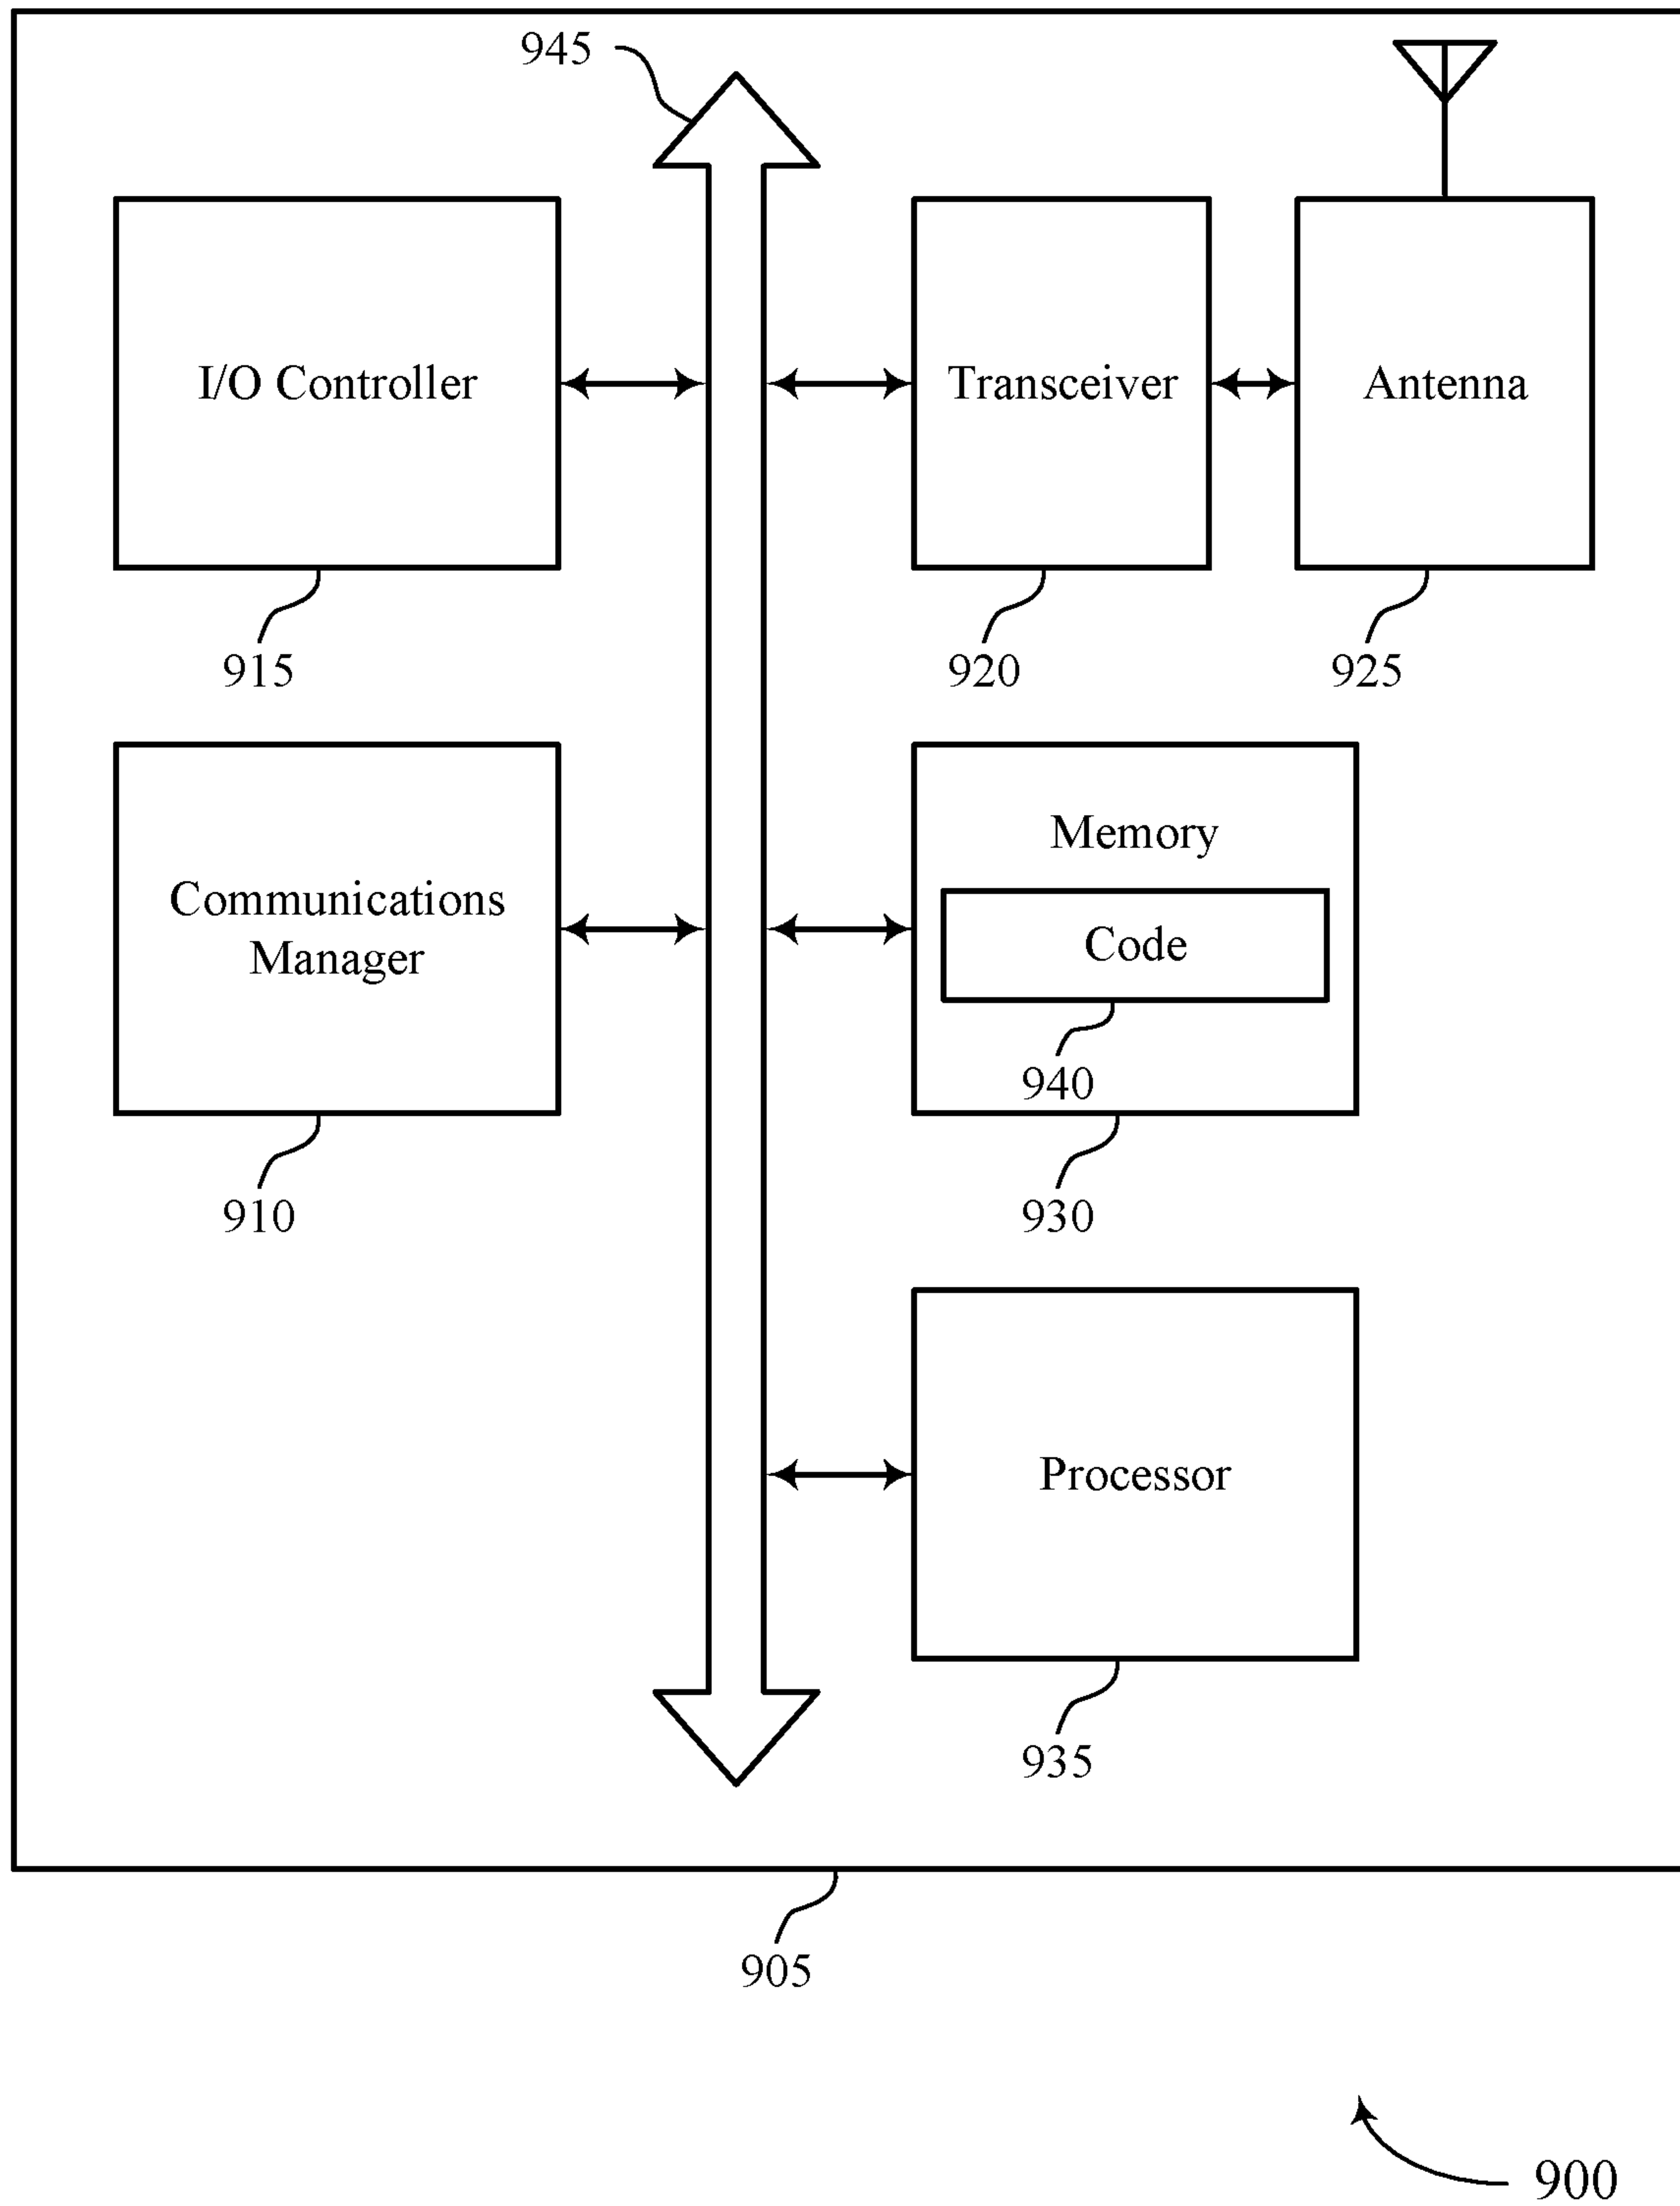 945
I/O Controller
Transceiver
Antenna
915
920
925
Communications
Manager
Memory
Code
940
910
930
Processor
935
905
900